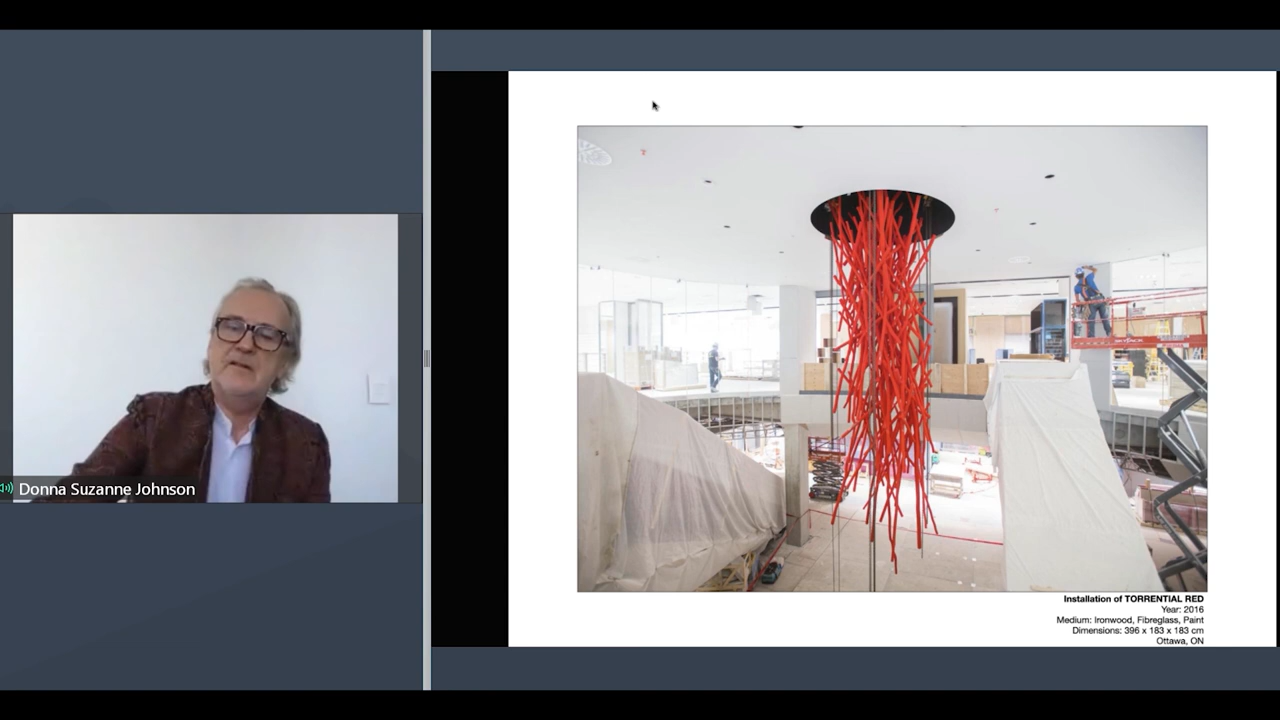 Donna Suzanne Johnson
Installation of TORRENTIAL RED
Year: 2016
Medium: Ironwood, Fibreglass, Paint
Dimensions: 396 x 183 x 183 cm
Ottawa, ON